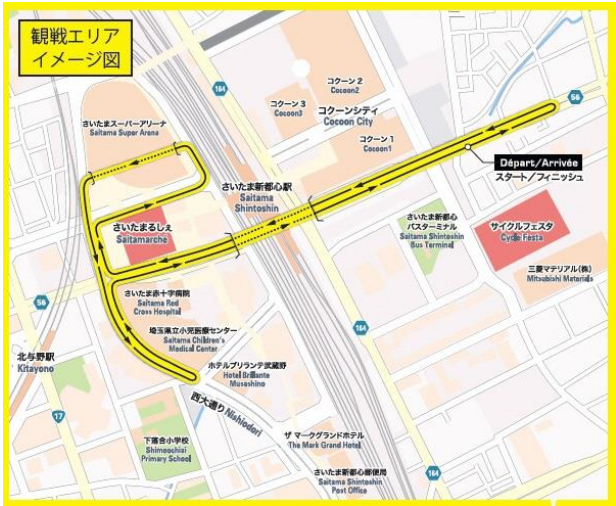 観戦エリア
イメージ図
164
コクーン 2
Cocoon2
コクーン 3
Cocoon3
コクーンシティ
Cocoon City
コクーン 1
Cocoon1
56
さいたまスーパーアリーナ
Saitama Super Arena
Départ/Arrivée
スタート/フィニッシュ
さいたま新都心駅
Saitama
Shintoshin
さいたまるしぇ
Saitamarché
さいたま新都心
バスターミナル
Saitama Shintoshin
Bus Terminal
サイクルフェスタ
Cycle Festa
三菱マテリアル(株)
Mitsubishi Materials
56
さいたま赤十字病院
Saitama Red
Cross Hospital
埼玉県立小児医療センター
Saitama Children's
Medical Center
164
北与野駅
Kitayono
ホテルブリランテ武蔵野
Hotel Brillante
Musashino
西大通り Nishiodori
17
下落合小学校
Shimoochiai
Primary School
ザ マークグランドホテル
The Mark Grand Hotel
164
さいたま新都心郵便局
Saitama Shintoshin
Post Office